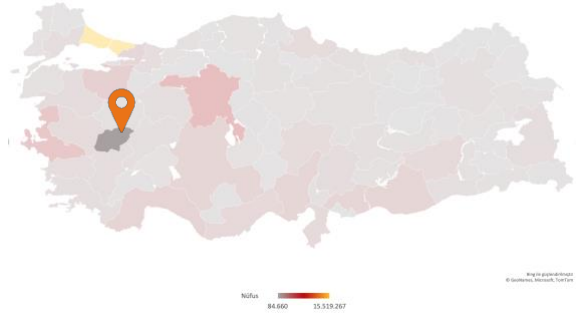 Bing ile güçlendirilmiştir
© GeoNames, Microsoft, TomTom
Nüfus
84.660 15.519.267